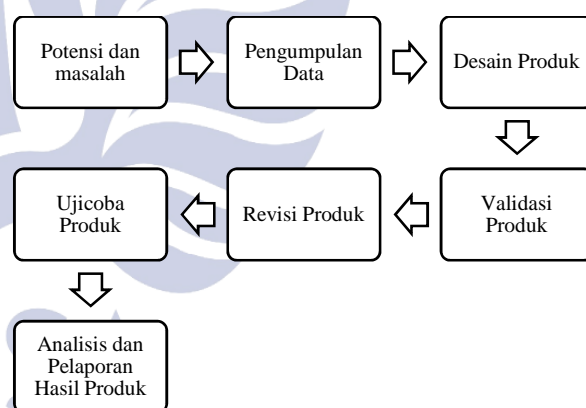 Potensi dan
masalah
Pengumpulan
Data
Desain Produk
Validasi
Produk
Revisi Produk
Ujicoba
Produk
Analisis dan
Pelaporan
Hasil Produk